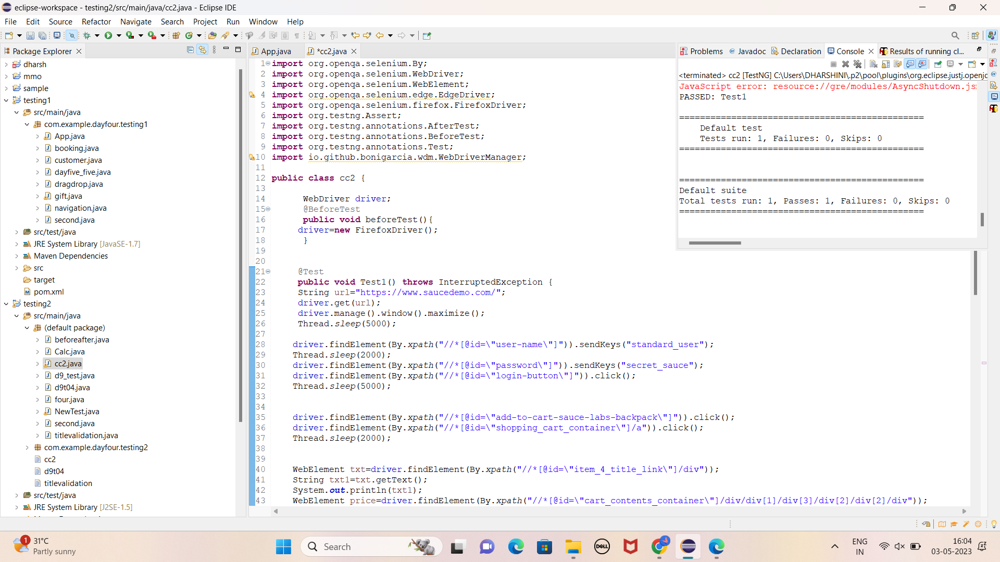 eclipse-workspace - testing2/src/main/java/cc2.java - Eclipse IDE
File Edit Source Refactor Navigate Search Project Run Window Help
Package Explorer
dharsh
mmo
sample
testing1
src/main/java
com.example.dayfour.testing1
App.java
booking.java
customer.java
dayfive_five.java
dragdrop.java
gift.java
navigation.java
second.java
src/test/java
JRE System Library [JavaSE-1.7]
Maven Dependencies
src
target
pom.xml
testing2
src/main/java
(default package)
beforeafter.java
Calc.java
cc2.java
d9_test.java
d9t04.java
four.java
NewTest.java
second.java
titlevalidation.java
com.example.dayfour.testing2
cc2
d9t04
titlevalidation
src/test/java
JRE System Library [J2SE-1.5]
App.java *cc2.java
1 import org.openqa.selenium.By;
2 import org.openqa.selenium.WebDriver;
3 import org.openqa.selenium.WebElement;
4 import org.openqa.selenium.edge.EdgeDriver;
5 import org.openqa.selenium.firefox.FirefoxDriver;
6 import org.testng.Assert;
7 import org.testng.annotations.AfterTest;
8 import org.testng.annotations.BeforeTest;
9 import org.testng.annotations.Test;
10 import io.github.bonigarcia.wdm.WebDriverManager;
11
12 public class cc2 {
13
14 WebDriver driver;
15 @BeforeTest
16 public void beforeTest(){
17 driver=new FirefoxDriver();
18 }
19
20
21 @Test
22 public void Test1() throws InterruptedException {
23 String url="https://www.saucedemo.com/";
24 driver.get(url);
25 driver.manage().window().maximize();
26 Thread.sleep(5000);
27
28 driver.findElement(By.xpath("//*[@id=\"user-name\"]")).sendKeys("standard_user");
29 Thread.sleep(2000);
30 driver.findElement(By.xpath("//*[@id=\"password\"]")).sendKeys("secret_sauce");
31 driver.findElement(By.xpath("//*[@id=\"login-button\"]")).click();
32 Thread.sleep(5000);
33
34
35 driver.findElement(By.xpath("//*[@id=\"add-to-cart-sauce-labs-backpack\"]")).click();
36 driver.findElement(By.xpath("//*[@id=\"shopping_cart_container\"]/a")).click();
37 Thread.sleep(2000);
38
39
40 WebElement txt=driver.findElement(By.xpath("//*[@id=\"item_4_title_link\"]/div"));
41 String txt1=txt.getText();
42 System.out.println(txt1);
43 WebElement price=driver.findElement(By.xpath("//*[@id=\"cart_contents_container\"]/div/div[1]/div[3]/div[2]/div[2]/div"));
Problems Javadoc Declaration Console Results of running cl...
<terminated> cc2 [TestNG] C:\Users\DHARSHINI\.p2\pool\plugins\org.eclipse.justj.openjc
JavaScript error: resource://gre/modules/AsyncShutdown.jsm
PASSED: Test1
===============================================
Default test
Tests run: 1, Failures: 0, Skips: 0
===============================================
===============================================
Default suite
Total tests run: 1, Passes: 1, Failures: 0, Skips: 0
===============================================
1
31°C
Partly sunny
Search
DELL
ENG
IN
16:04
03-05-2023